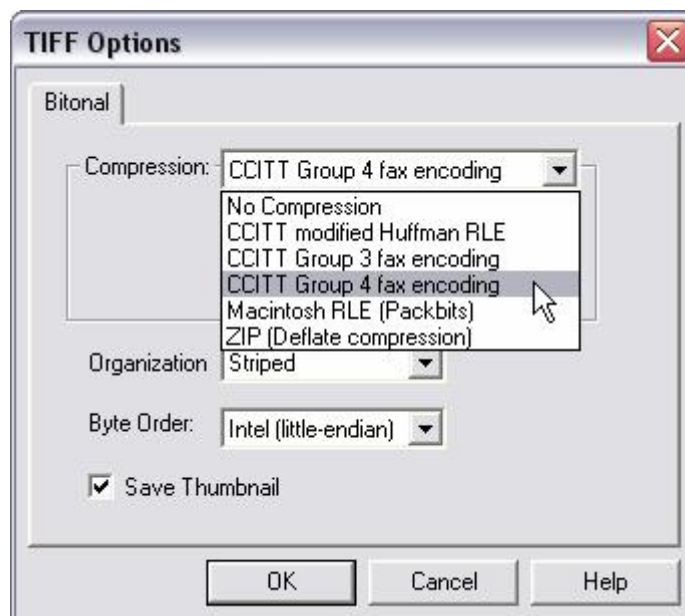 TIFF Options
Bitonal
Compression: CCITT Group 4 fax encoding
No Compression
CCITT modified Huffman RLE
CCITT Group 3 fax encoding
CCITT Group 4 fax encoding
Macintosh RLE (Packbits)
ZIP (Deflate compression)
Organization Striped
Byte Order: Intel (little-endian)
Save Thumbnail
OK Cancel Help